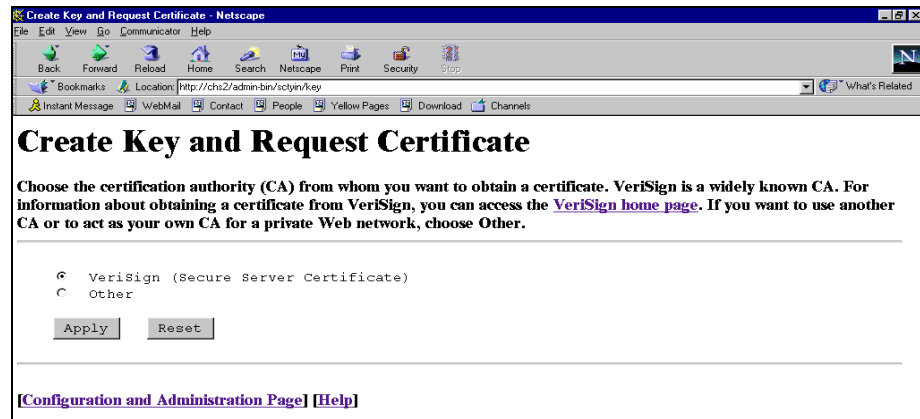 Create Key and Request Certificate - Netscape
File Edit View Go Communicator Help
Back Forward Reload Home Search Netscape Print Security Stop
Bookmarks Location: http://chs2/admin-bin/sctyin/key What's Related
Instant Message WebMail Contact People Yellow Pages Download Channels
Create Key and Request Certificate
Choose the certification authority (CA) from whom you want to obtain a certificate. VeriSign is a widely known CA. For
information about obtaining a certificate from VeriSign, you can access the VeriSign home page. If you want to use another
CA or to act as your own CA for a private Web network, choose Other.
VeriSign (Secure Server Certificate)
Other
Apply Reset
[Configuration and Administration Page] [Help]